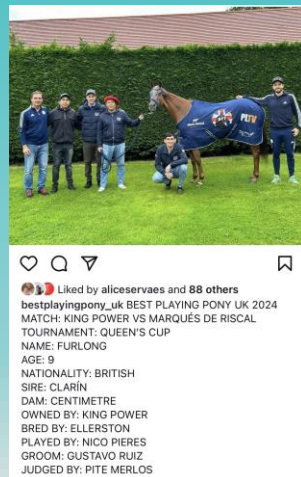 PLTV
Liked by aliceservaes and 88 others
bestplayingpony_uk BEST PLAYING PONY UK 2024
MATCH: KING POWER VS MARQUÉS DE RISCAL
TOURNAMENT: QUEEN'S CUP
NAME: FURLONG
AGE: 9
NATIONALITY: BRITISH
SIRE: CLARÍN
DAM: CENTIMETRE
OWNED BY: KING POWER
BRED BY: ELLERSTON
PLAYED BY: NICO PIERES
GROOM: GUSTAVO RUIZ
JUDGED BY: PITE MERLOS